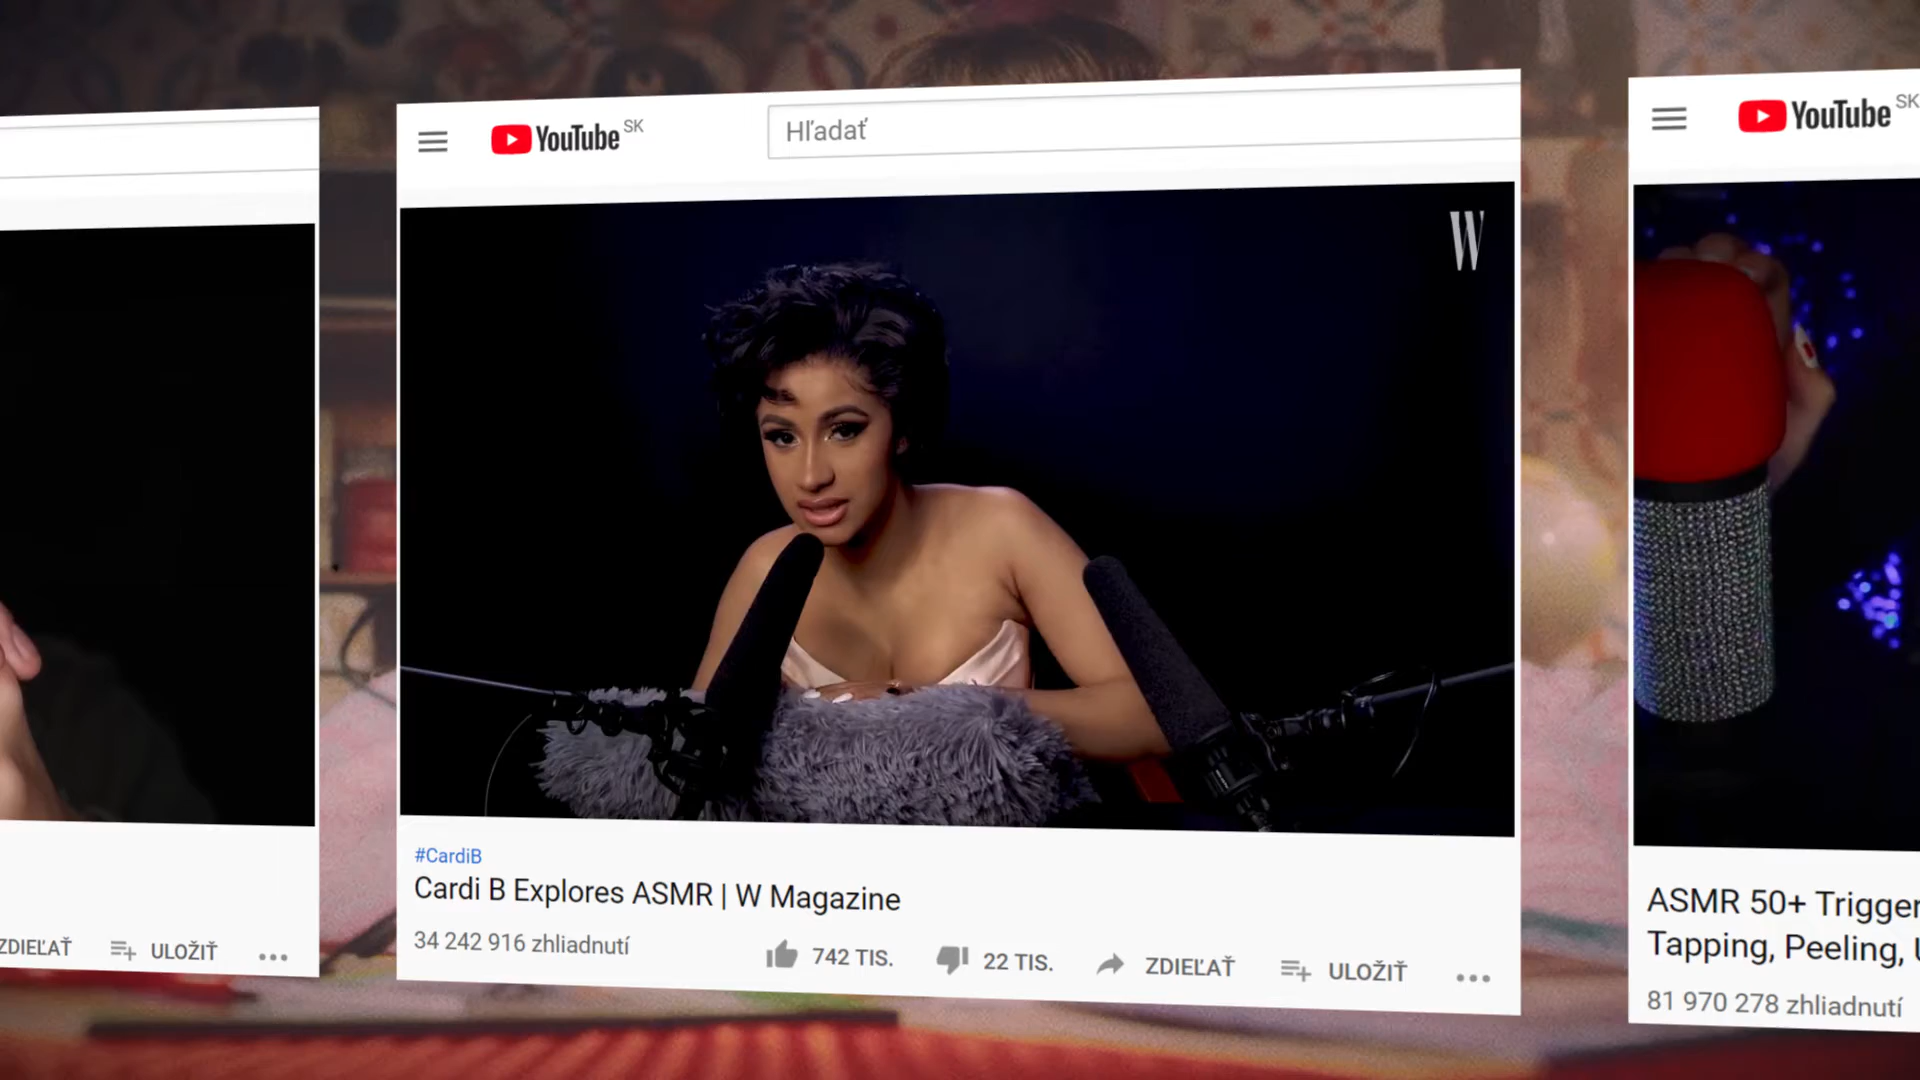 ZDIEĽAŤ
ULOŽIŤ
YouTube SK
Hľadať
W
#CardiB
Cardi B Explores ASMR | W Magazine
34 242 916 zhliadnutí
742 TIS.
22 TIS.
ZDIEĽAŤ
ULOŽIŤ
YouTube SK
ASMR 50+
Tapping, Peeling,
81 970 278 zhliadnutí